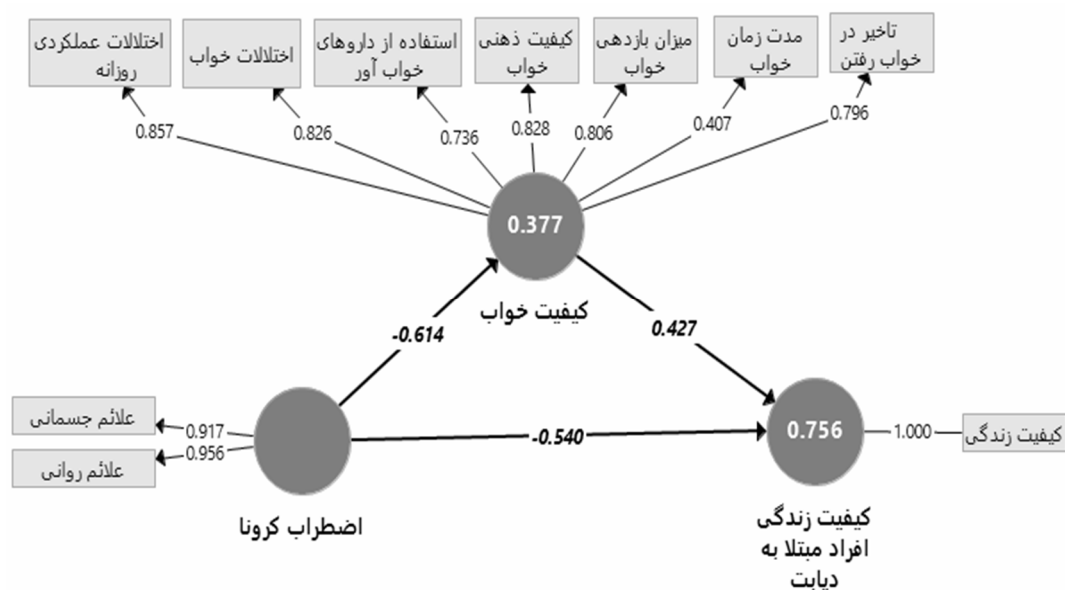 تاخیر در
خواب رفتن
مدت زمان
خواب
میزان بازدهی
خواب
کیفیت ذهنی
خواب
استفاده از داروهای
خواب آور
اختلالات خواب
اختلالات عملکردی
روزانه
0.857
0.826
0.736
0.828
0.806
0.407
0.796
0.377
کیفیت خواب
-0.614
0.427
علائم جسمانی
0.917
علائم روانی
0.956
-0.540
0.756
1.000
کیفیت زندگی
اضطراب کرونا
کیفیت زندگی
افراد مبتلا به
دیابت